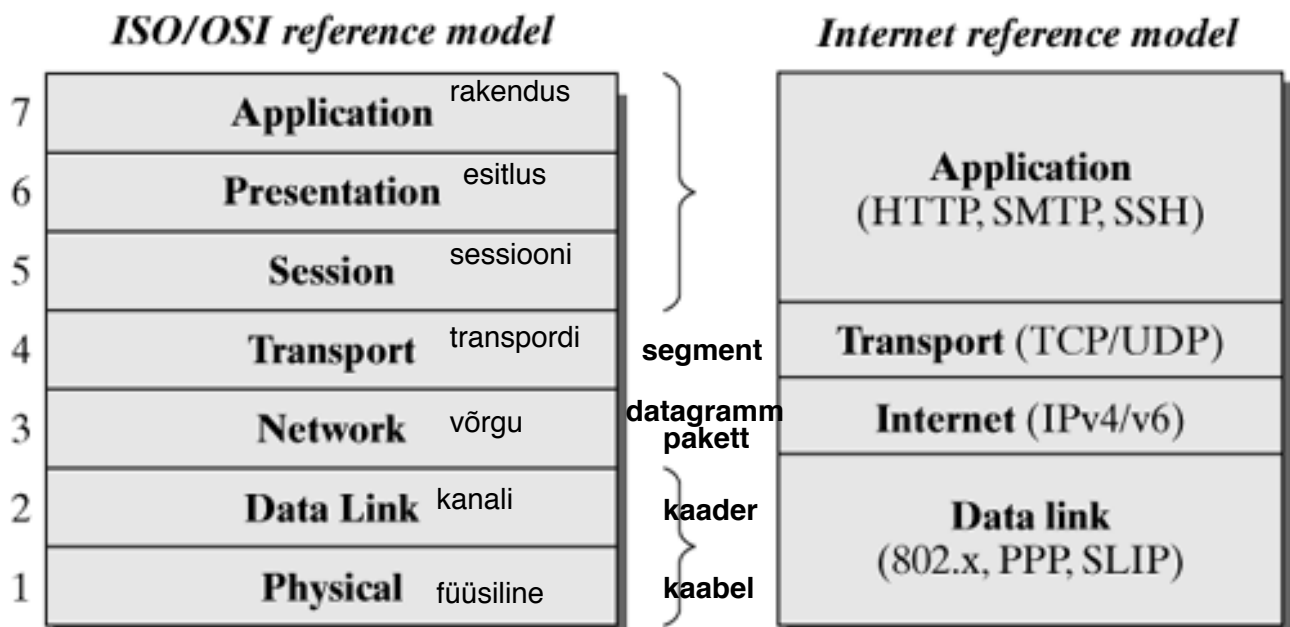 ISO/OSI reference model
7 Application rakendus
6 Presentation esitlus
5 Session sessiooni
4 Transport transpordi
3 Network võrgu
2 Data Link kanali
1 Physical füüsiline
segment
datagramm
pakett
kaader
kaabel
Internet reference model
Application
(HTTP, SMTP, SSH)
Transport (TCP/UDP)
Internet (IPv4/v6)
Data link
(802.x, PPP, SLIP)